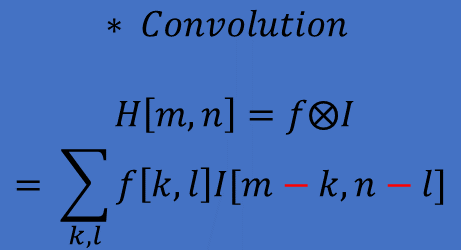 * Convolution
H[m, n] = f⊗I
= ∑ f[k, l]I[m − k, n − l]
k,l